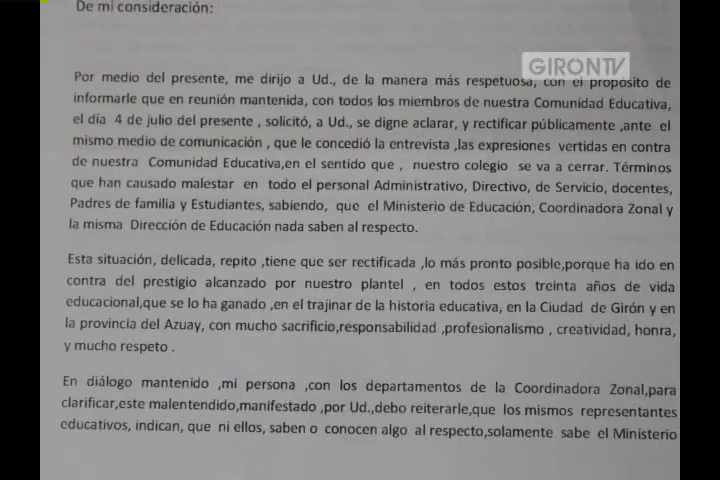 De mi consideración:
GIRONTV
Por medio del presente, me dirijo a Ud., de la manera más respetuosa, con el propósito de
informarle que en reunión mantenida, con todos los miembros de nuestra Comunidad Educativa,
el día 4 de julio del presente , solicitó, a Ud., se digne aclarar, y rectificar públicamente ,ante el
mismo medio de comunicación , que le concedió la entrevista ,las expresiones vertidas en contra
de nuestra Comunidad Educativa,en el sentido que , nuestro colegio se va a cerrar. Términos
que han causado malestar en todo el personal Administrativo, Directivo, de Servicio, docentes,
Padres de familia y Estudiantes, sabiendo, que el Ministerio de Educación, Coordinadora Zonal y
la misma Dirección de Educación nada saben al respecto.
Esta situación, delicada, repito ,tiene que ser rectificada ,lo más pronto posible,porque ha ido en
contra del prestigio alcanzado por nuestro plantel , en todos estos treinta años de vida
educacional,que se lo ha ganado ,en el trajinar de la historia educativa, en la Ciudad de Girón y en
la provincia del Azuay, con mucho sacrificio,responsabilidad ,profesionalismo , creatividad, honra,
y mucho respeto .
En diálogo mantenido ,mi persona ,con los departamentos de la Coordinadora Zonal,para
clarificar,este malentendido,manifestado ,por Ud.,debo reiterarle,que los mismos representantes
educativos, indican, que ni ellos, saben o conocen algo al respecto,solamente sabe el Ministerio